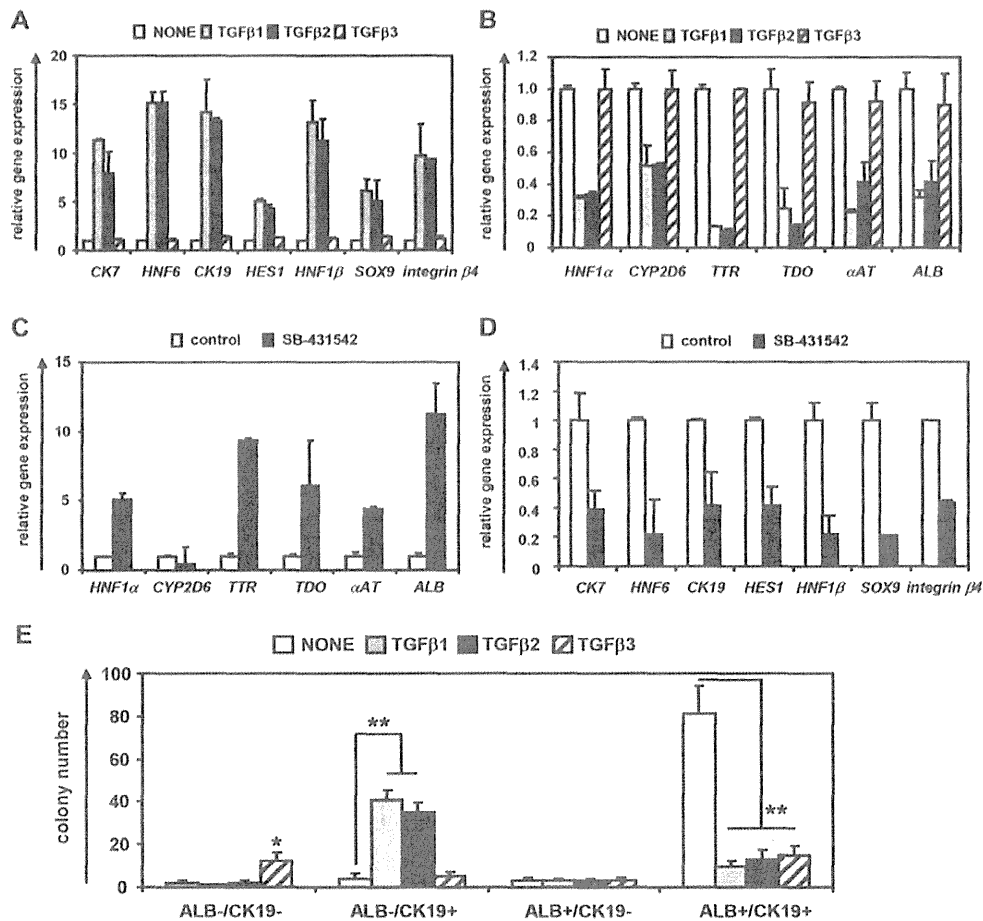 A
NONE TGFβ1 TGFβ2 TGFβ3
relative gene expression
20
15
10
5
0
CK7 HNF6 CK19 HES1 HNF1β SOX9 integrin β4
B
NONE TGFβ1 TGFβ2 TGFβ3
relative gene expression
1.2
1.0
0.8
0.6
0.4
0.2
0
HNF1α CYP2D6 TTR TDO αAT ALB
C
control SB-431542
relative gene expression
15
10
5
0
HNF1α CYP2D6 TTR TDO αAT ALB
D
control SB-431542
relative gene expression
1.4
1.2
1
0.8
0.6
0.4
0.2
0
CK7 HNF6 CK19 HES1 HNF1β SOX9 integrin β4
E
NONE TGFβ1 TGFβ2 TGFβ3
colony number
100
80
60
40
20
0
*
**
**
ALB-/CK19- ALB-/CK19+ ALB+/CK19- ALB+/CK19+